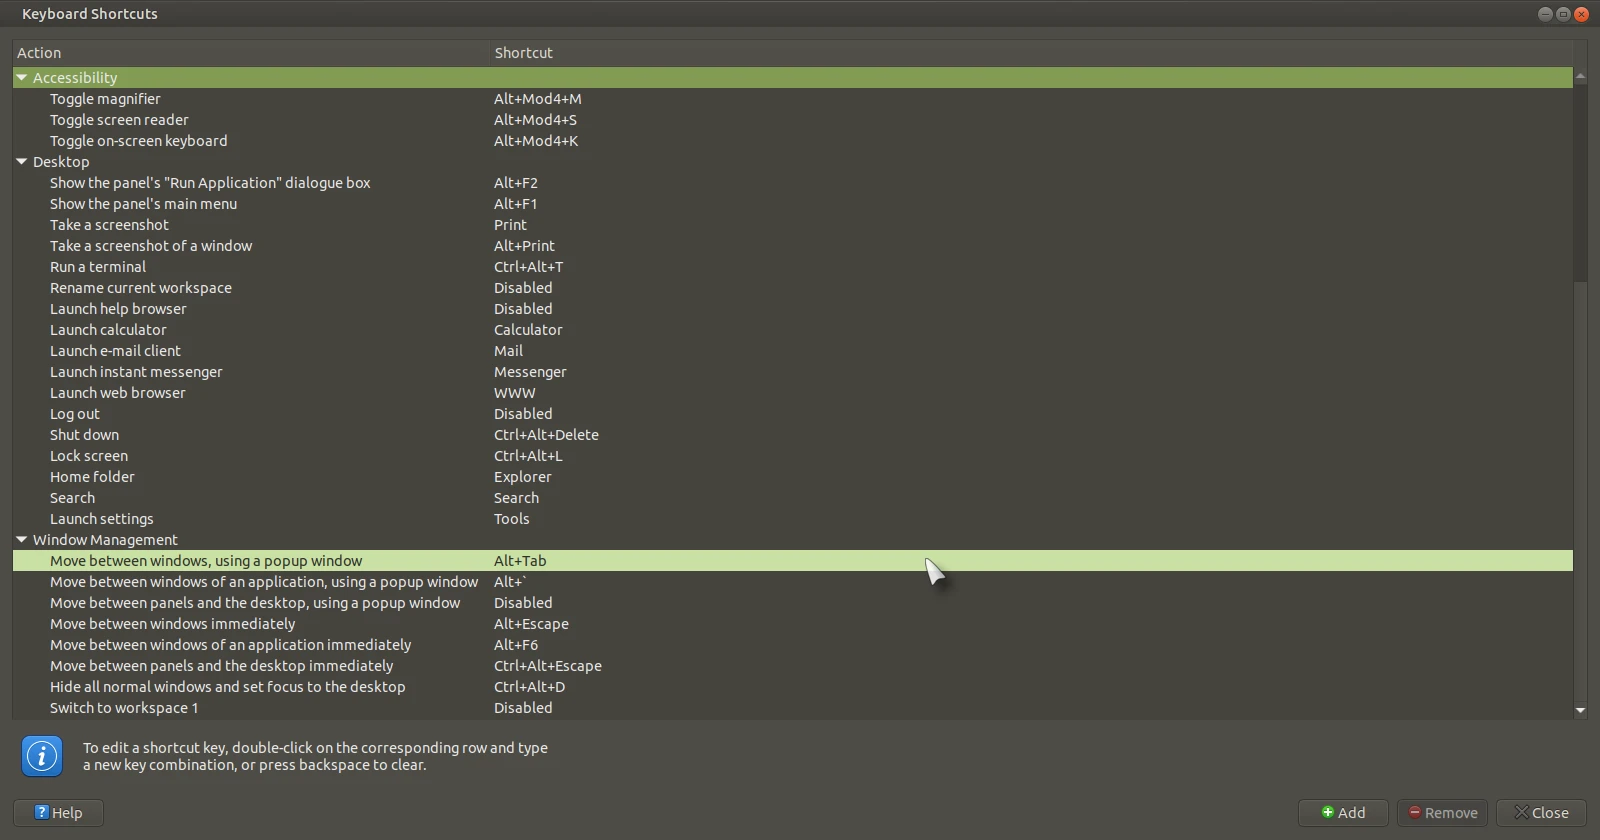 Keyboard Shortcuts
Action Shortcut
Accessibility
Toggle magnifier Alt+Mod4+M
Toggle screen reader Alt+Mod4+S
Toggle on-screen keyboard Alt+Mod4+K
Desktop
Show the panel's "Run Application" dialogue box Alt+F2
Show the panel's main menu Alt+F1
Take a screenshot Print
Take a screenshot of a window Alt+Print
Run a terminal Ctrl+Alt+T
Rename current workspace Disabled
Launch help browser Disabled
Launch calculator Calculator
Launch e-mail client Mail
Launch instant messenger Messenger
Launch web browser WWW
Log out Disabled
Shut down Ctrl+Alt+Delete
Lock screen Ctrl+Alt+L
Home folder Explorer
Search Search
Launch settings Tools
Window Management
Move between windows, using a popup window Alt+Tab
Move between windows of an application, using a popup window Alt+`
Move between panels and the desktop, using a popup window Disabled
Move between windows immediately Alt+Escape
Move between windows of an application immediately Alt+F6
Move between panels and the desktop immediately Ctrl+Alt+Escape
Hide all normal windows and set focus to the desktop Ctrl+Alt+D
Switch to workspace 1 Disabled
To edit a shortcut key, double-click on the corresponding row and type
a new key combination, or press backspace to clear.
Help Add Remove Close